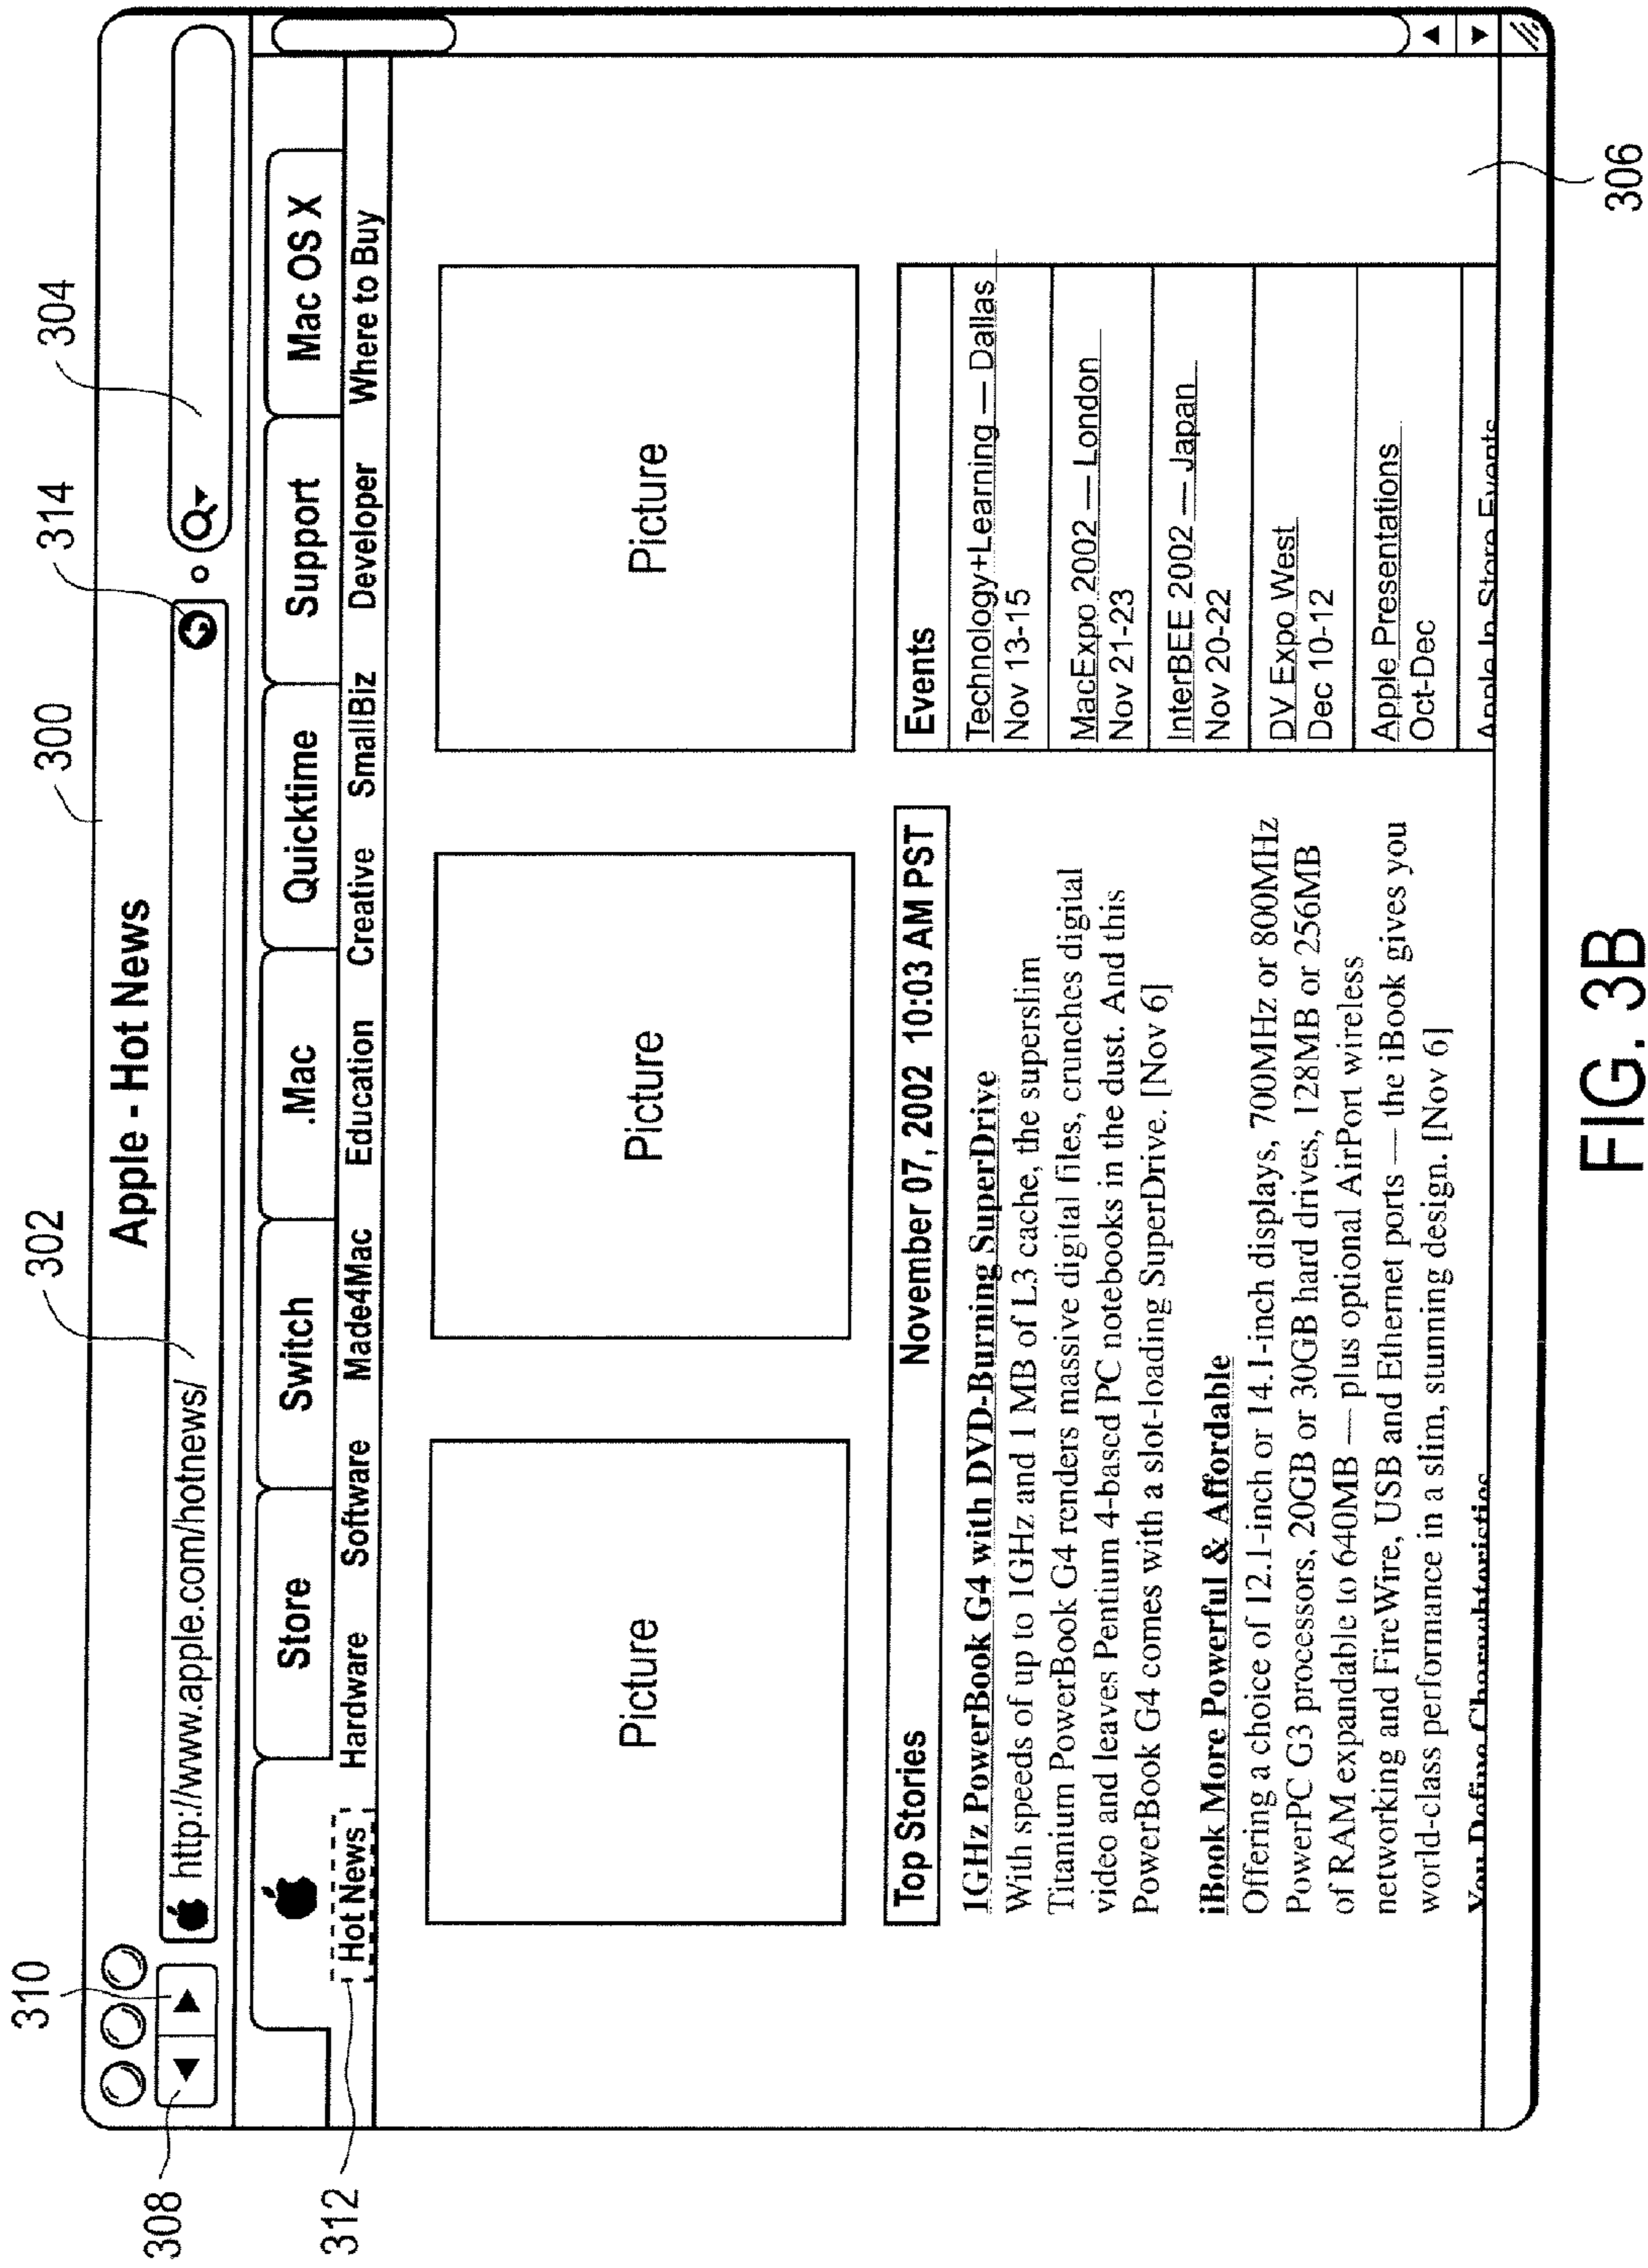 300
304
314
302
310
308
312
306
Apple - Hot News
http://www.apple.com/hotnews/
Store Switch .Mac Quicktime Support Mac OS X
Hot News Hardware Software Made4Mac Education Creative SmallBiz Developer Where to Buy
Picture Picture Picture
Top Stories November 07, 2002 10:03 AM PST
1GHz PowerBook G4 with DVD-Burning SuperDrive
With speeds of up to 1GHz and 1 MB of L3 cache, the superslim
Titanium PowerBook G4 renders massive digital files, crunches digital
video and leaves Pentium 4-based PC notebooks in the dust. And this
PowerBook G4 comes with a slot-loading SuperDrive. [Nov 6]
iBook More Powerful & Affordable
Offering a choice of 12.1-inch or 14.1-inch displays, 700MHz or 800MHz
PowerPC G3 processors, 20GB or 30GB hard drives, 128MB or 256MB
of RAM expandable to 640MB — plus optional AirPort wireless
networking and FireWire, USB and Ethernet ports — the iBook gives you
world-class performance in a slim, stunning design. [Nov 6]
You Define Characteristics
Events
Technology+Learning — Dallas
Nov 13-15
MacExpo 2002 — London
Nov 21-23
InterBEE 2002 — Japan
Nov 20-22
DV Expo West
Dec 10-12
Apple Presentations
Oct-Dec
Apple In-Store Events
FIG. 3B